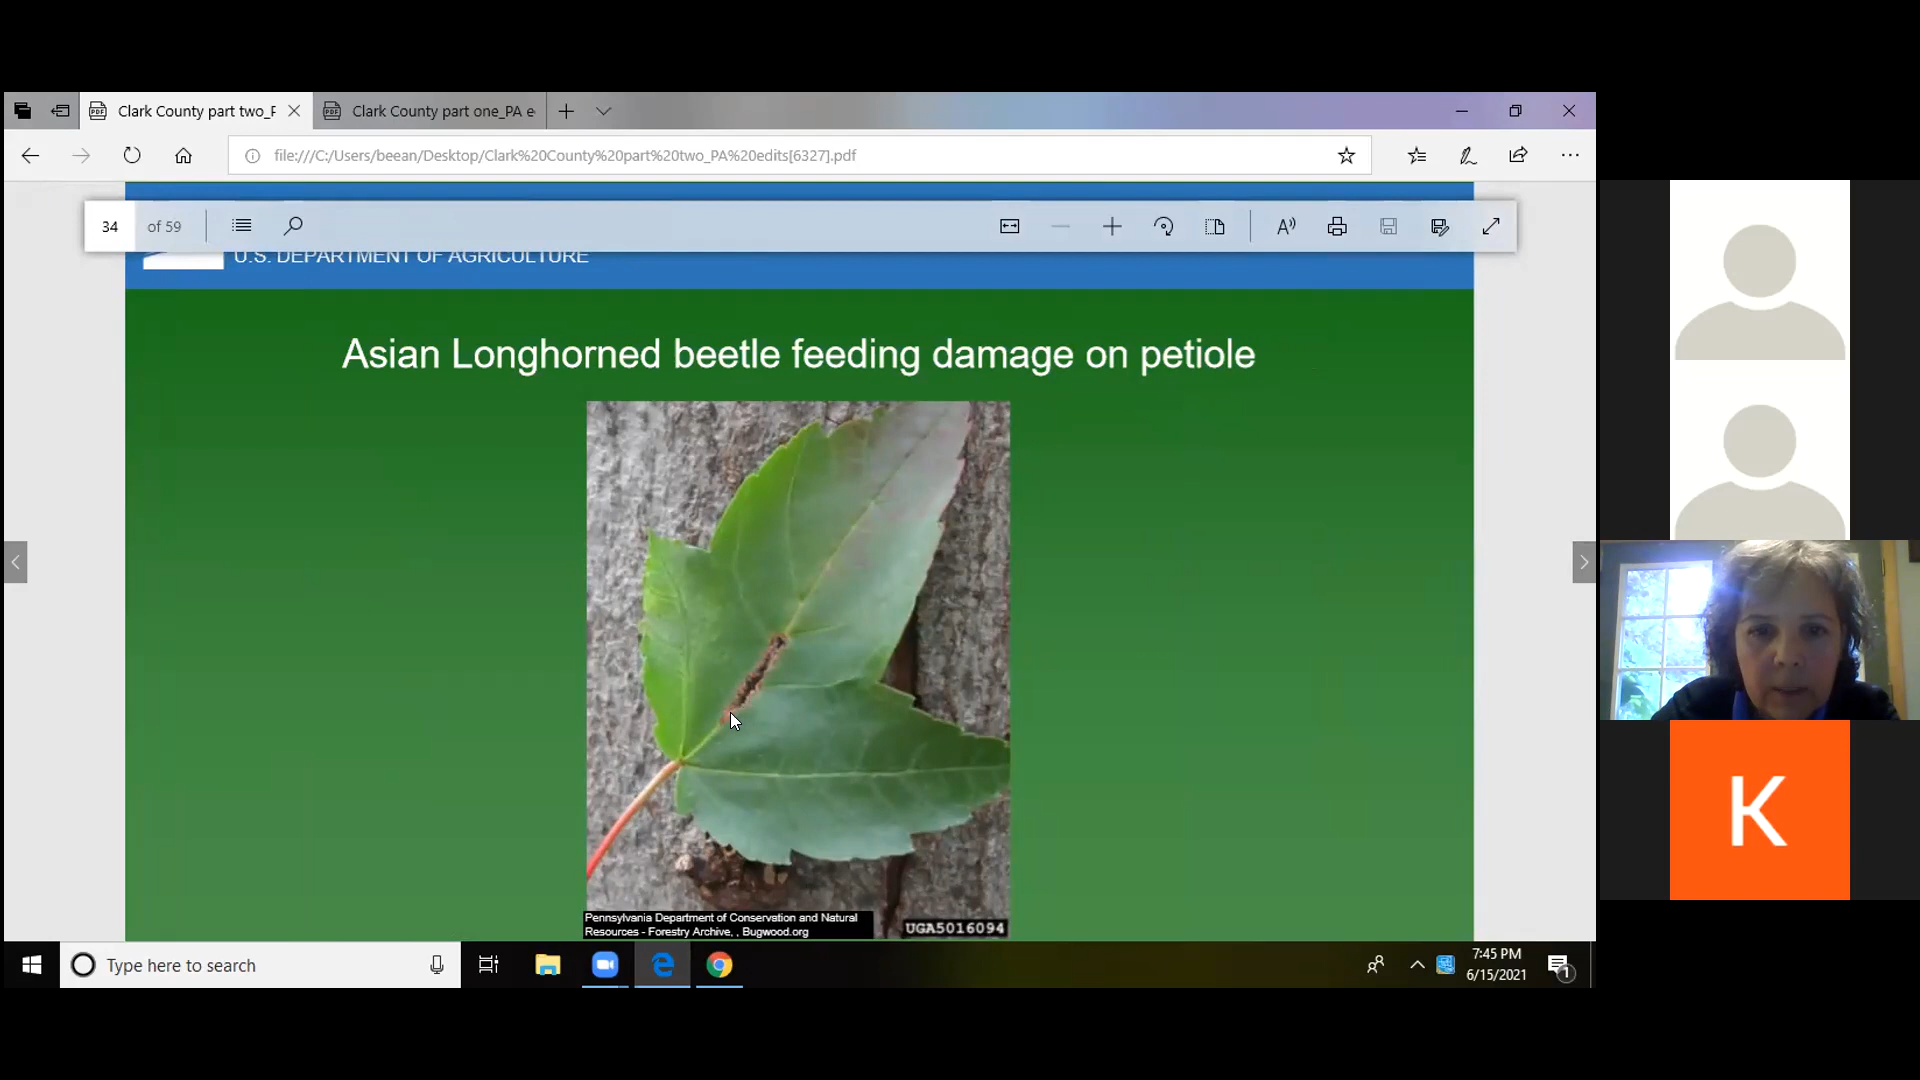 Clark County part two_F
Clark County part one_PA e
file:///C:/Users/beean/Desktop/Clark%20County%20part%20two_PA%20edits[6327].pdf
34 of 59
U.S. DEPARTMENT OF AGRICULTURE
Asian Longhorned beetle feeding damage on petiole
Pennsylvania Department of Conservation and Natural
Resources - Forestry Archive, , Bugwood.org
UGA5016094
K
Type here to search
7:45 PM
6/15/2021
1